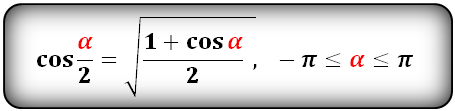 cos α/2 = √((1 + cos α)/2) , -π ≤ α ≤ π